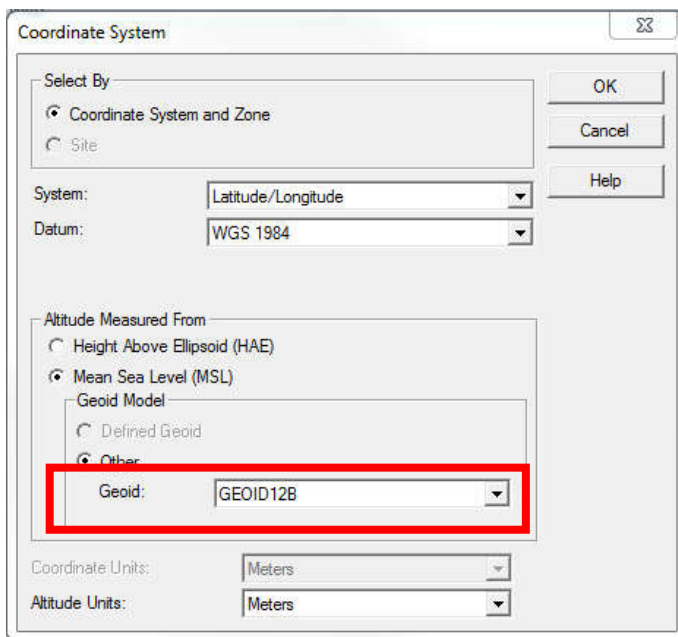 Coordinate System
Select By
Coordinate System and Zone
Site
OK
Cancel
Help
System: Latitude/Longitude
Datum: WGS 1984
Altitude Measured From
Height Above Ellipsoid (HAE)
Mean Sea Level (MSL)
Geoid Model
Defined Geoid
Other
Geoid: GEOID12B
Coordinate Units: Meters
Altitude Units: Meters